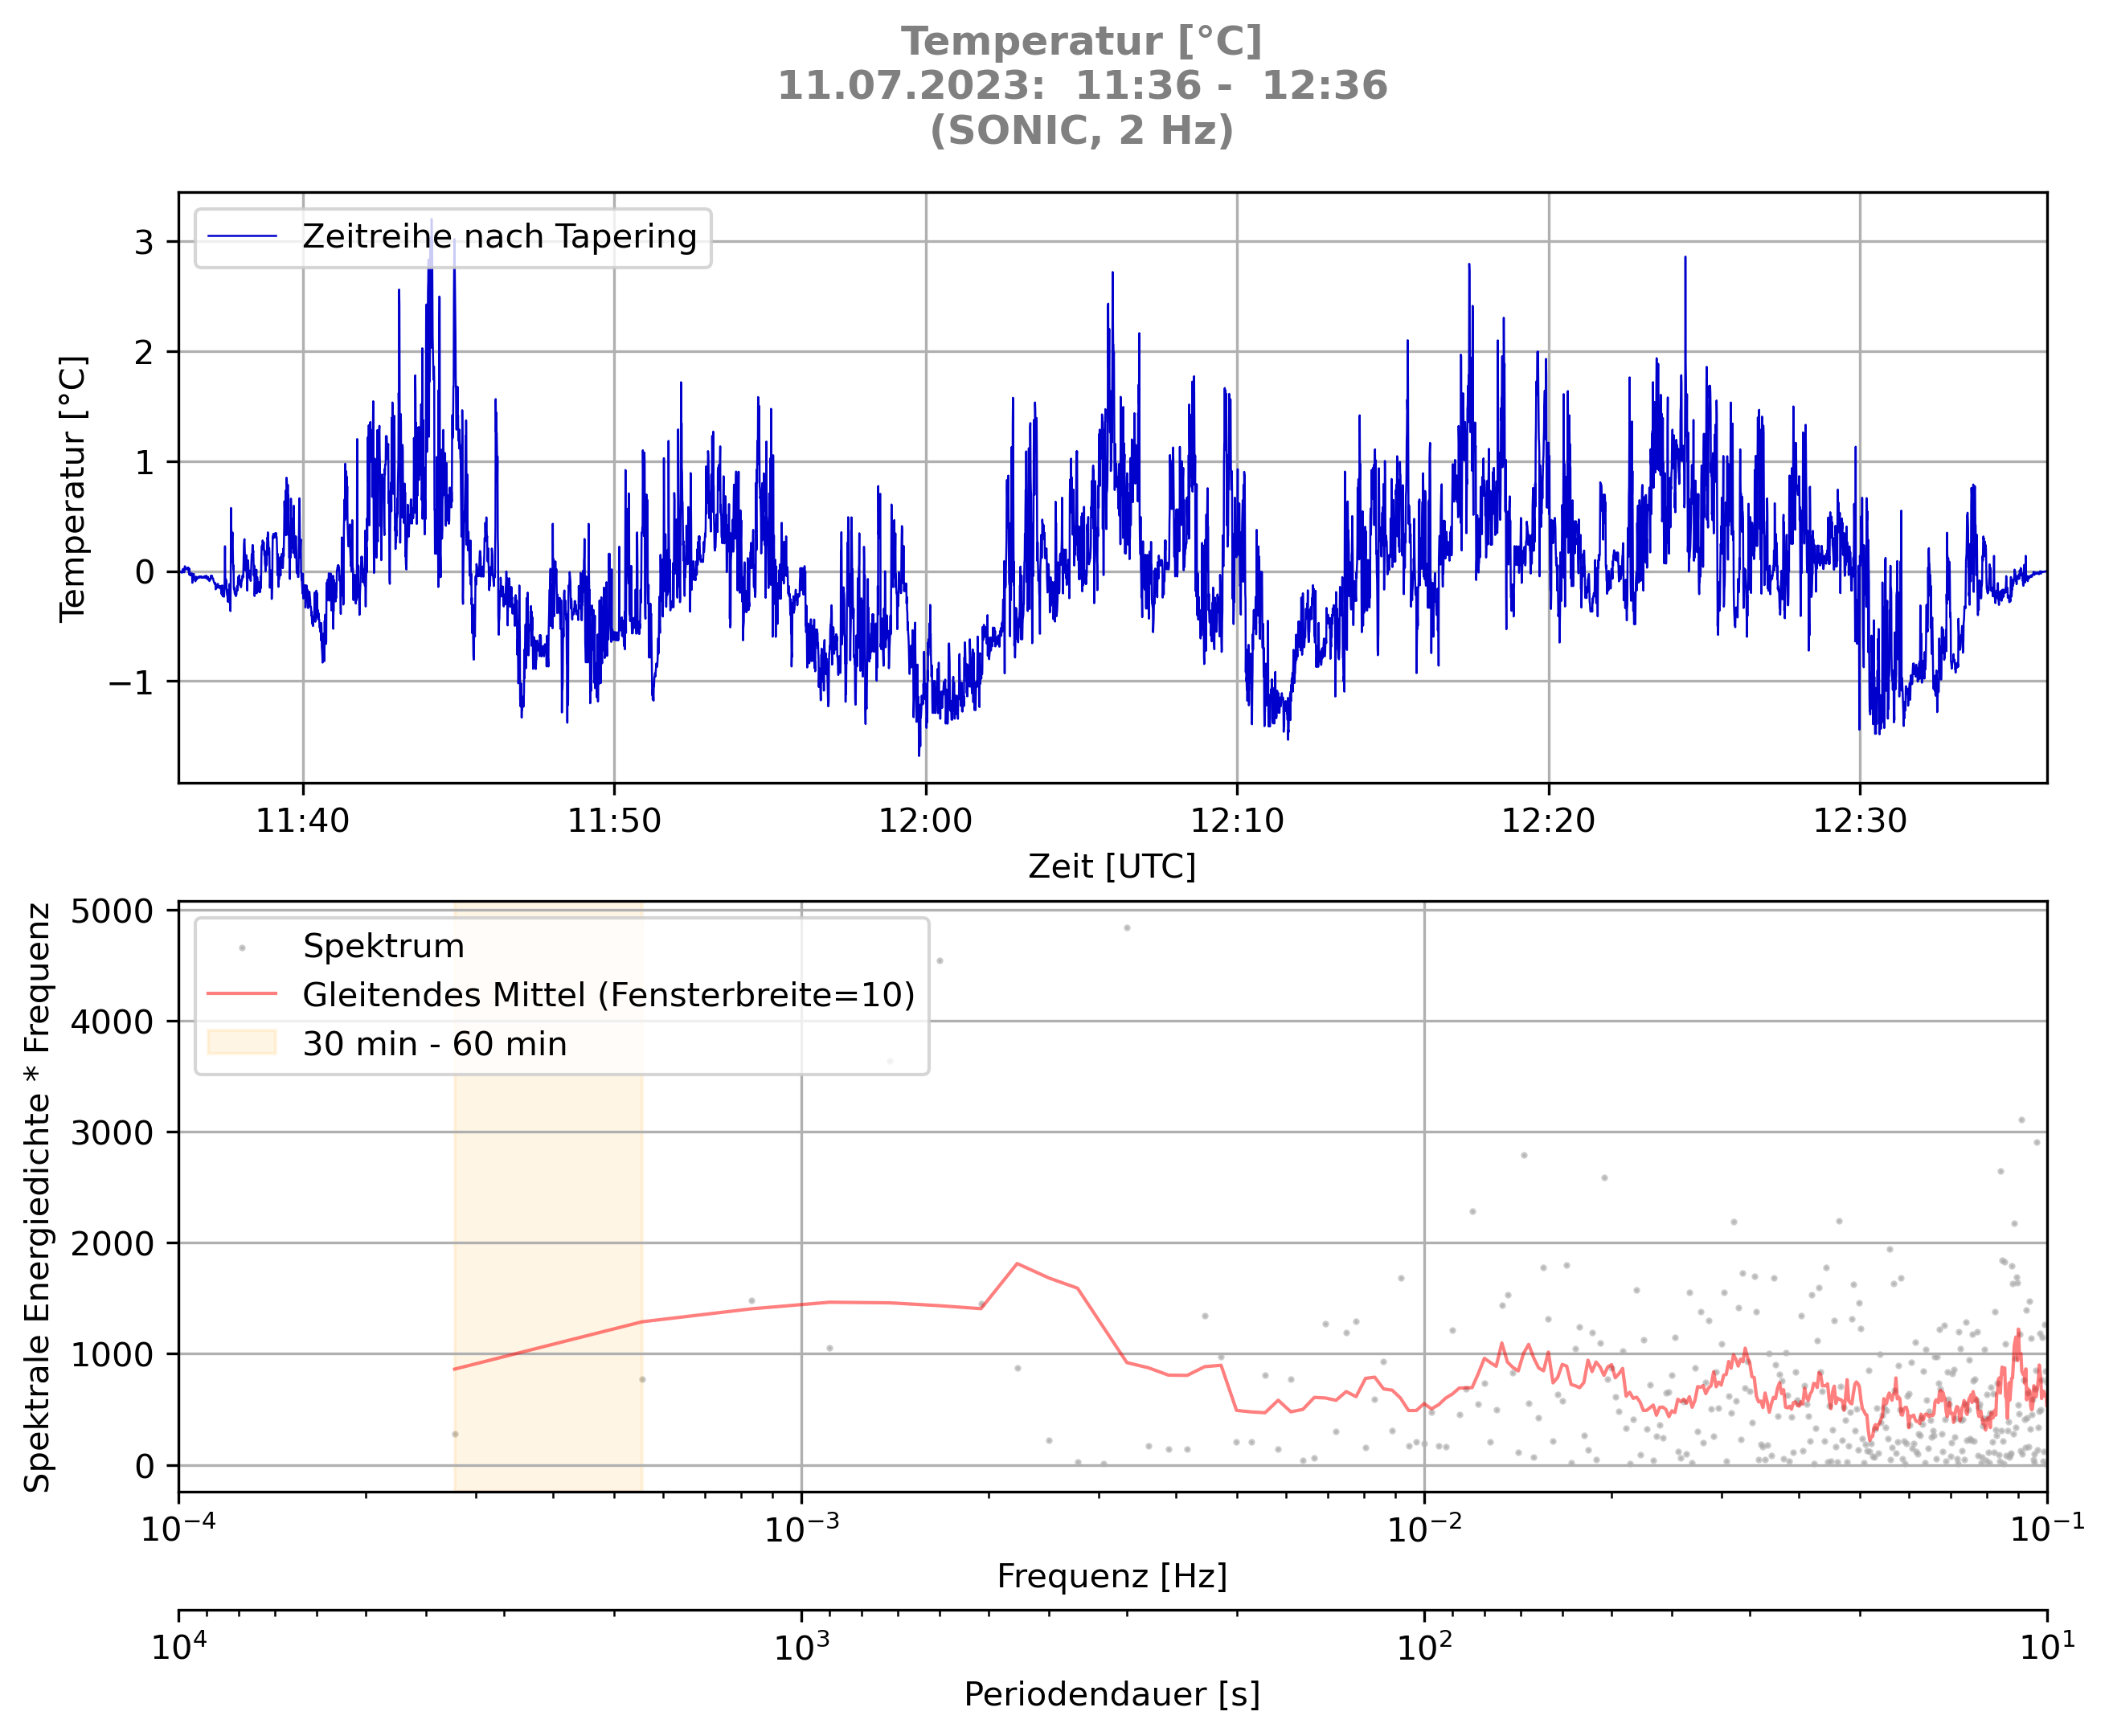 Temperatur [°C]
11.07.2023:  11:36 -  12:36
(SONIC, 2 Hz)
Zeitreihe nach Tapering
Temperatur [°C]
3
2
1
0
−1
11:40 11:50 12:00 12:10 12:20 12:30
Zeit [UTC]
Spektrum
Gleitendes Mittel (Fensterbreite=10)
30 min - 60 min
Spektrale Energiedichte * Frequenz
5000
4000
3000
2000
1000
0
10⁻⁴ 10⁻³ 10⁻² 10⁻¹
Frequenz [Hz]
10⁴ 10³ 10² 10¹
Periodendauer [s]